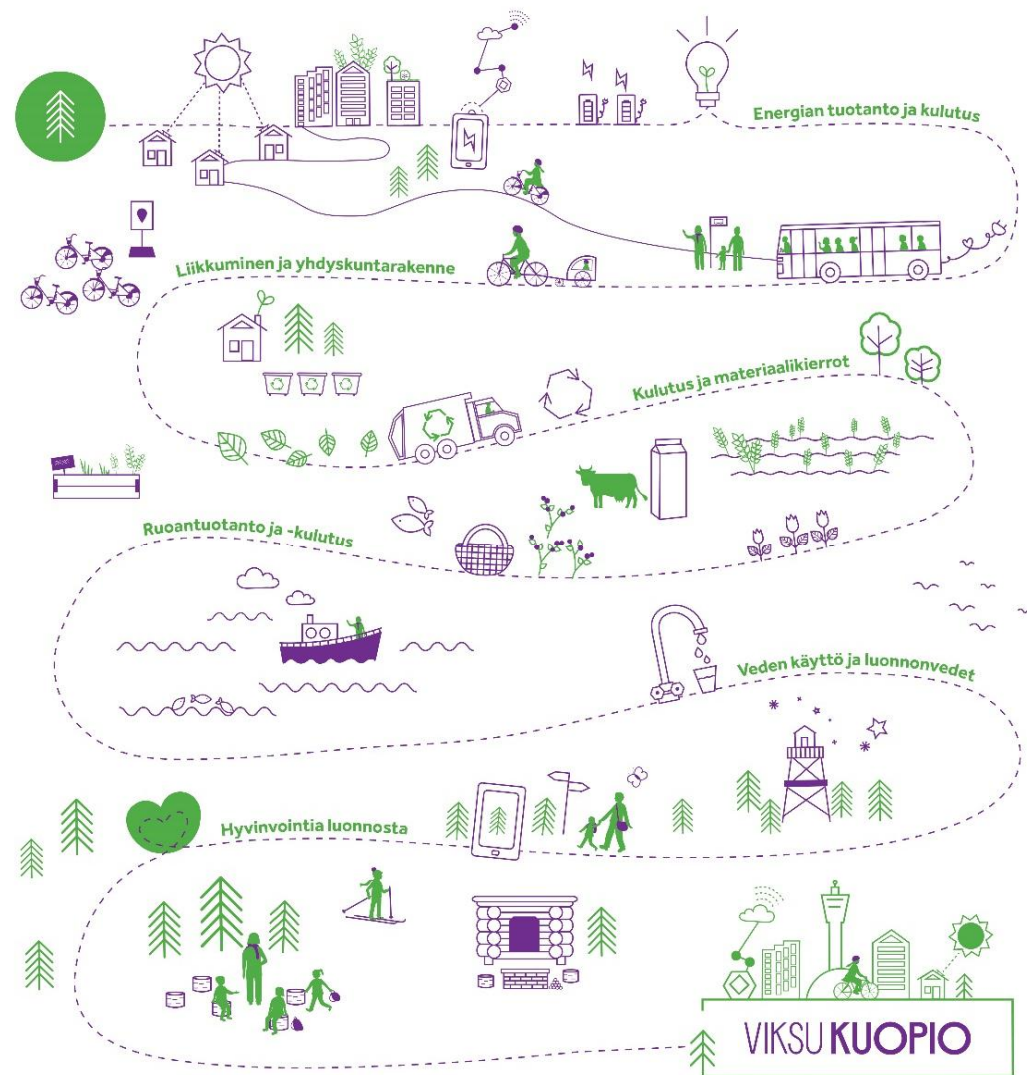 Energian tuotanto ja kulutus
Liikkuminen ja yhdyskuntarakenne
Kulutus ja materiaalikierrot
Ruoantuotanto ja -kulutus
Veden käyttö ja luonnonvedet
Hyvinvointia luonnosta
VIKSU KUOPIO